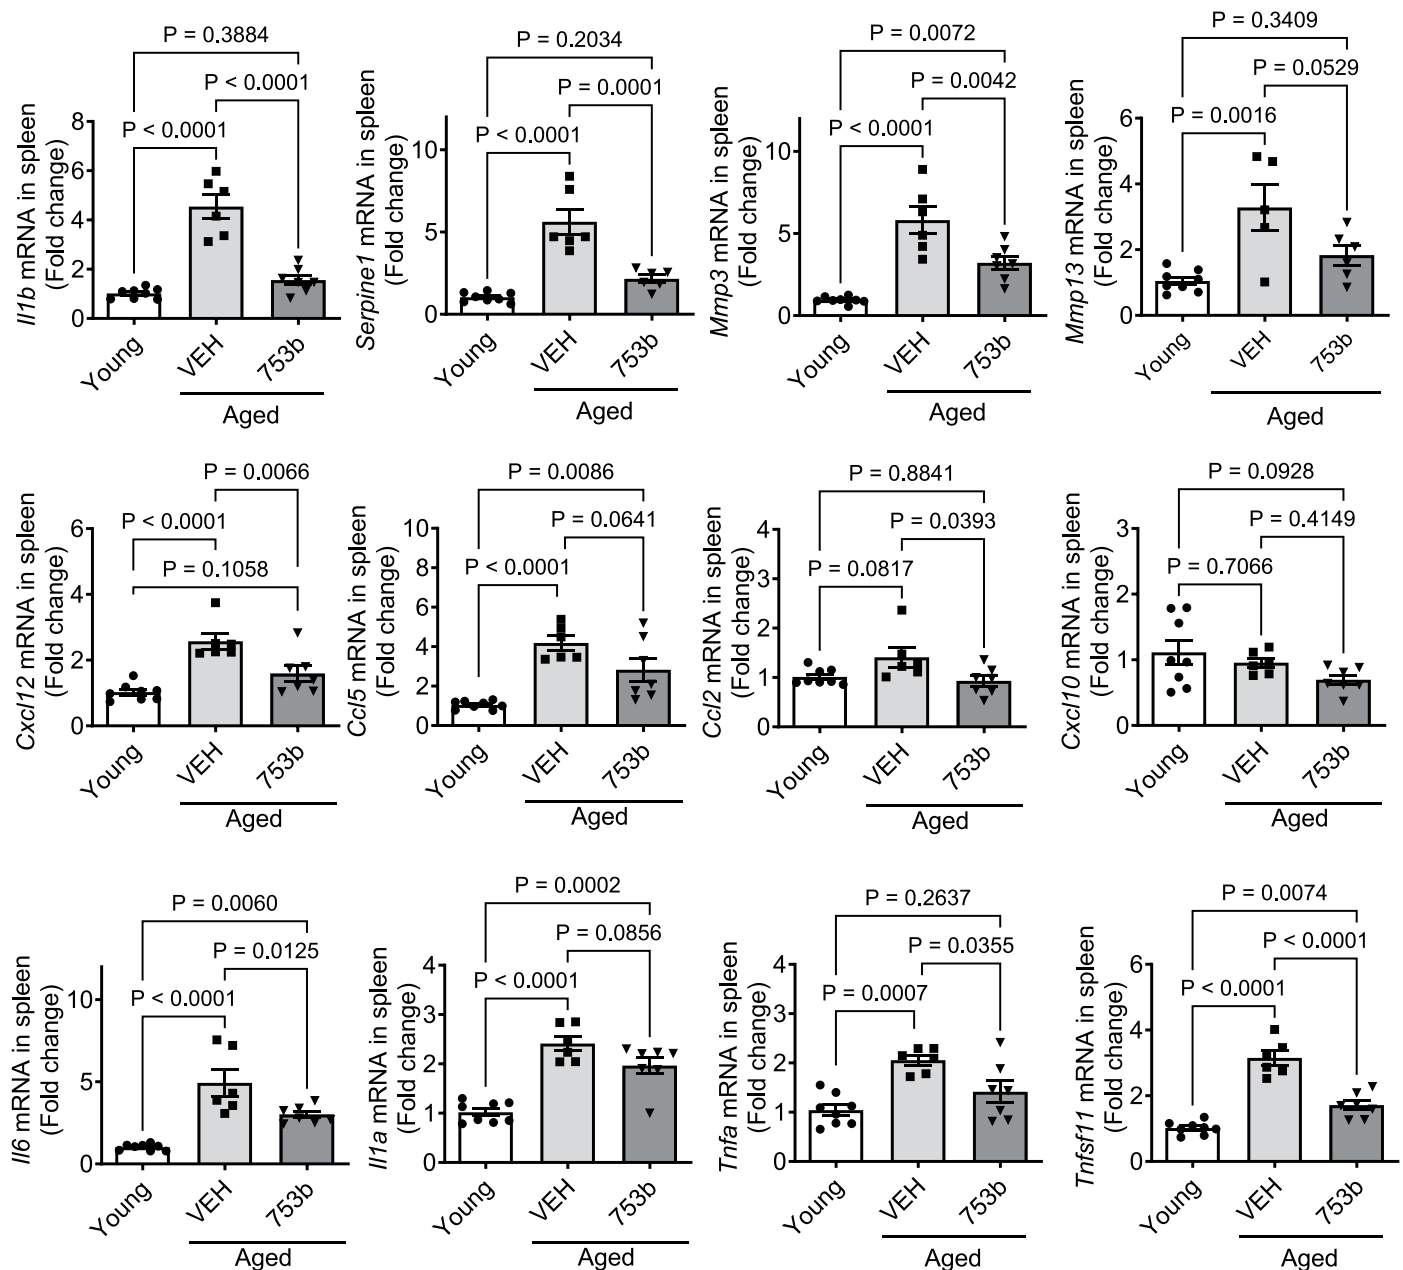 P = 0.3884
P < 0.0001
P < 0.0001
Il1b mRNA in spleen
(Fold change)
8
6
4
2
0
Young
VEH
753b
Aged
P = 0.2034
P = 0.0001
P < 0.0001
Serpine1 mRNA in spleen
(Fold change)
10
5
0
Young
VEH
753b
Aged
P = 0.0072
P = 0.0042
P < 0.0001
Mmp3 mRNA in spleen
(Fold change)
10
5
0
Young
VEH
753b
Aged
P = 0.3409
P = 0.0529
P = 0.0016
Mmp13 mRNA in spleen
(Fold change)
6
4
2
0
Young
VEH
753b
Aged
P = 0.0066
P < 0.0001
P = 0.1058
Cxcl12 mRNA in spleen
(Fold change)
6
4
2
0
Young
VEH
753b
Aged
P = 0.0086
P = 0.0641
P < 0.0001
Ccl5 mRNA in spleen
(Fold change)
10
8
6
4
2
0
Young
VEH
753b
Aged
P = 0.8841
P = 0.0393
P = 0.0817
Ccl2 mRNA in spleen
(Fold change)
4
3
2
1
0
Young
VEH
753b
Aged
P = 0.0928
P = 0.4149
P = 0.7066
Cxcl10 mRNA in spleen
(Fold change)
3
2
1
0
Young
VEH
753b
Aged
P = 0.0060
P = 0.0125
P < 0.0001
Il6 mRNA in spleen
(Fold change)
10
5
0
Young
VEH
753b
Aged
P = 0.0002
P = 0.0856
P < 0.0001
Il1a mRNA in spleen
(Fold change)
4
3
2
1
0
Young
VEH
753b
Aged
P = 0.2637
P = 0.0355
P = 0.0007
Tnfa mRNA in spleen
(Fold change)
4
3
2
1
0
Young
VEH
753b
Aged
P = 0.0074
P < 0.0001
P < 0.0001
Tnfsf11 mRNA in spleen
(Fold change)
6
4
2
0
Young
VEH
753b
Aged